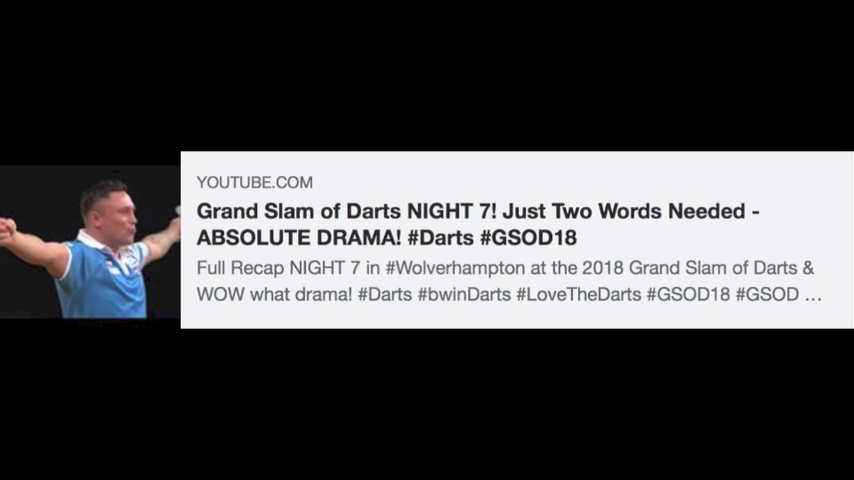 YOUTUBE.COM
Grand Slam of Darts NIGHT 7! Just Two Words Needed -
ABSOLUTE DRAMA! #Darts #GSOD18
Full Recap NIGHT 7 in #Wolverhampton at the 2018 Grand Slam of Darts &
WOW what drama! #Darts #bwinDarts #LoveTheDarts #GSOD18 #GSOD ...